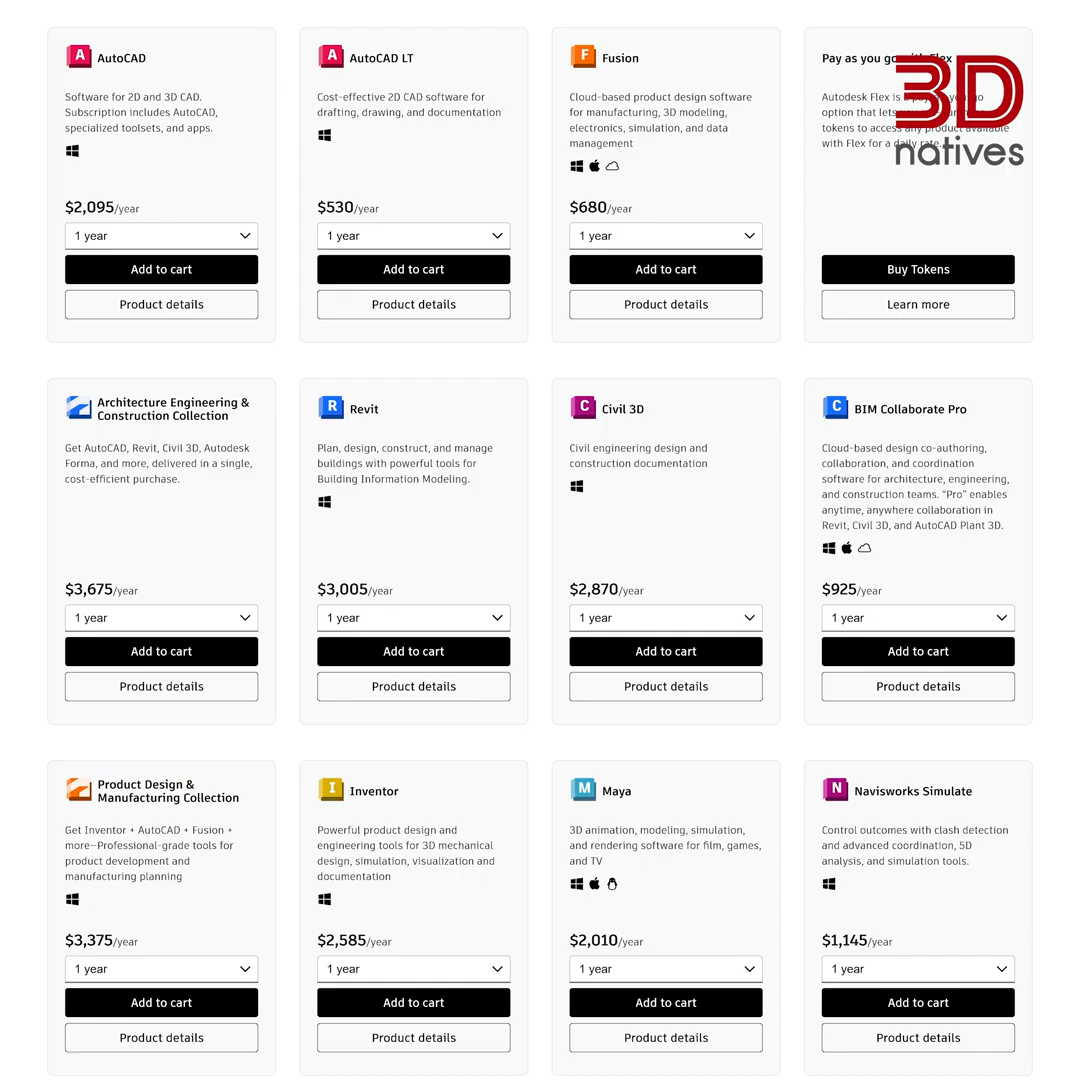 A AutoCAD
Software for 2D and 3D CAD.
Subscription includes AutoCAD,
specialized toolsets, and apps.
$2,095/year
1 year
Add to cart
Product details
A AutoCAD LT
Cost-effective 2D CAD software for
drafting, drawing, and documentation
$530/year
1 year
Add to cart
Product details
F Fusion
Cloud-based product design software
for manufacturing, 3D modeling,
electronics, simulation, and data
management
$680/year
1 year
Add to cart
Product details
Pay as you go with Flex
Autodesk Flex is a pay as you go
option that lets
tokens to access any product available
with Flex for a daily rate.
Buy Tokens
Learn more
3D
natives
Architecture Engineering &
Construction Collection
Get AutoCAD, Revit, Civil 3D, Autodesk
Forma, and more, delivered in a single,
cost-efficient purchase.
$3,675/year
1 year
Add to cart
Product details
R Revit
Plan, design, construct, and manage
buildings with powerful tools for
Building Information Modeling.
$3,005/year
1 year
Add to cart
Product details
C Civil 3D
Civil engineering design and
construction documentation
$2,870/year
1 year
Add to cart
Product details
C BIM Collaborate Pro
Cloud-based design co-authoring,
collaboration, and coordination
software for architecture, engineering,
and construction teams. “Pro” enables
anytime, anywhere collaboration in
Revit, Civil 3D, and AutoCAD Plant 3D.
$925/year
1 year
Add to cart
Product details
Product Design &
Manufacturing Collection
Get Inventor + AutoCAD + Fusion +
more—Professional-grade tools for
product development and
manufacturing planning
$3,375/year
1 year
Add to cart
Product details
I Inventor
Powerful product design and
engineering tools for 3D mechanical
design, simulation, visualization and
documentation
$2,585/year
1 year
Add to cart
Product details
M Maya
3D animation, modeling, simulation,
and rendering software for film, games,
and TV
$2,010/year
1 year
Add to cart
Product details
N Navisworks Simulate
Control outcomes with clash detection
and advanced coordination, 5D
analysis, and simulation tools.
$1,145/year
1 year
Add to cart
Product details